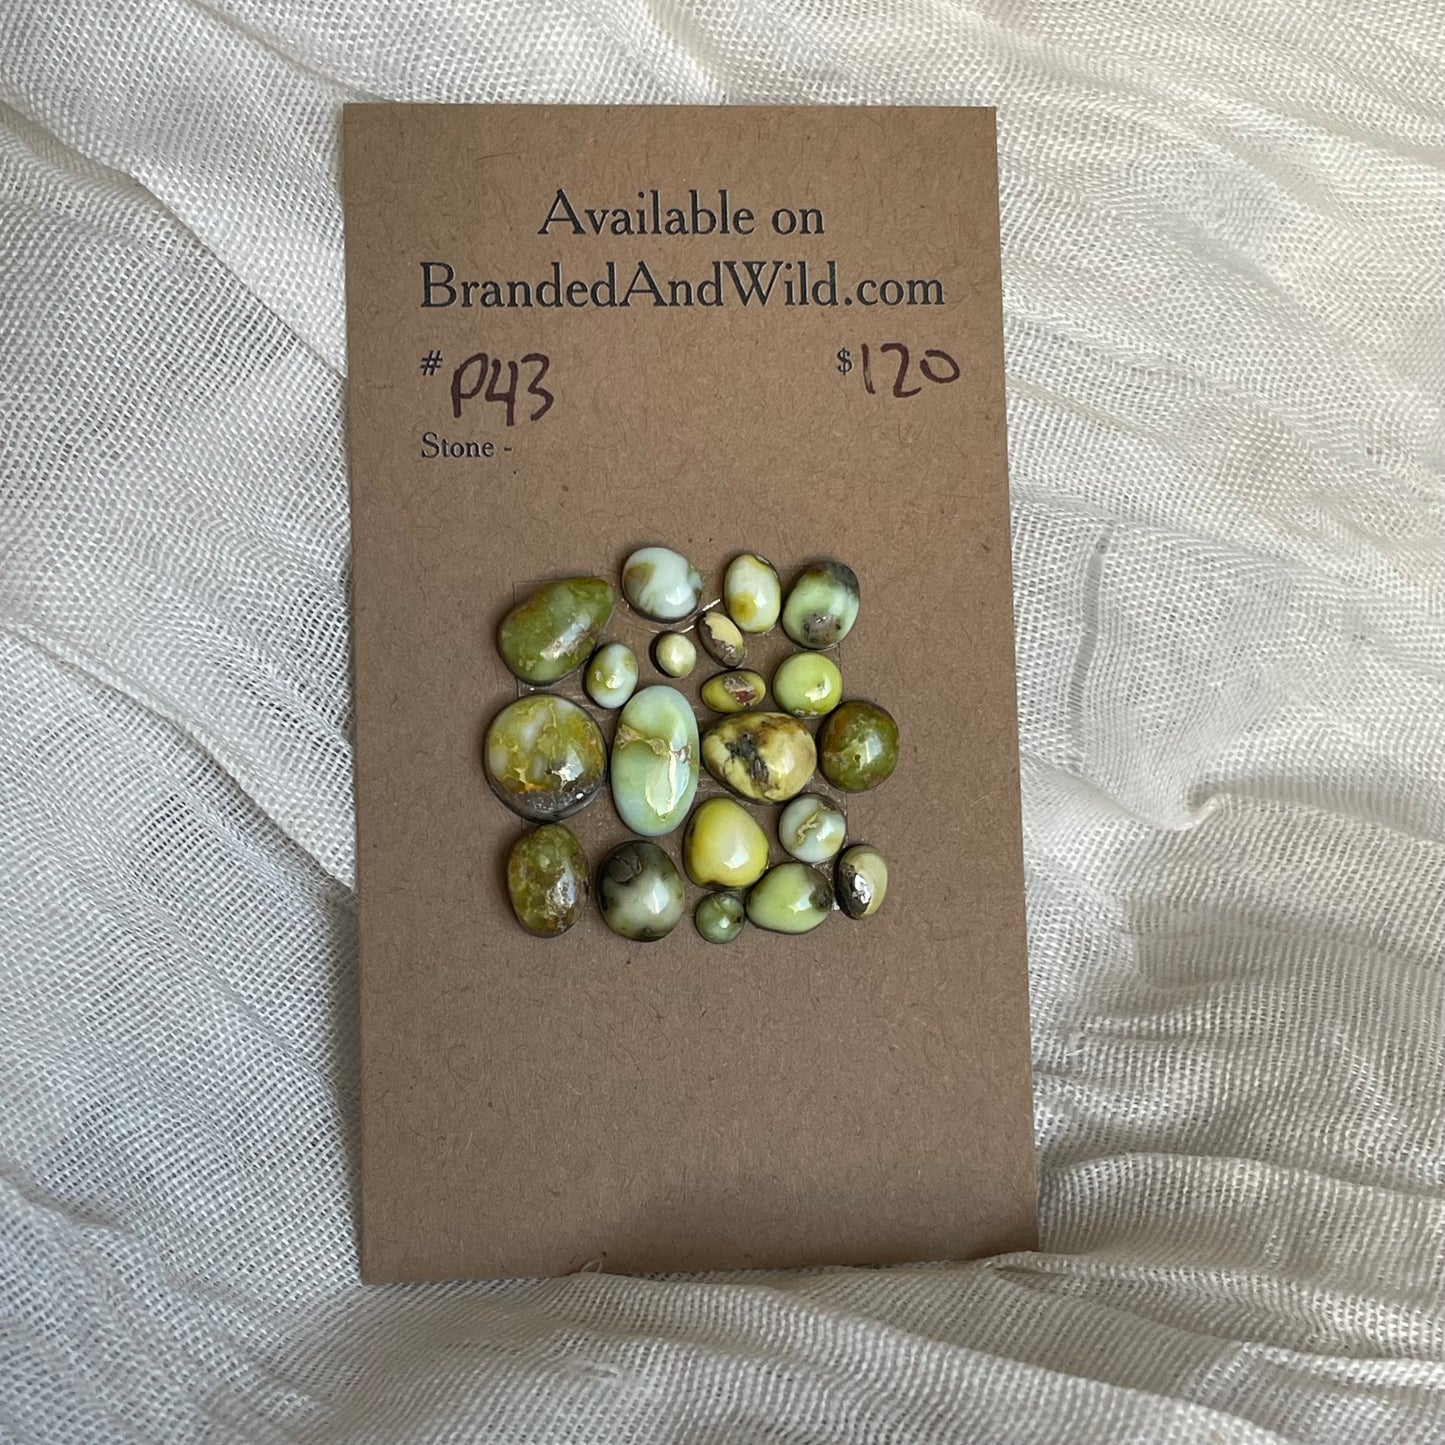 Available on
BrandedAndWild.com
# P43 $120
Stone -